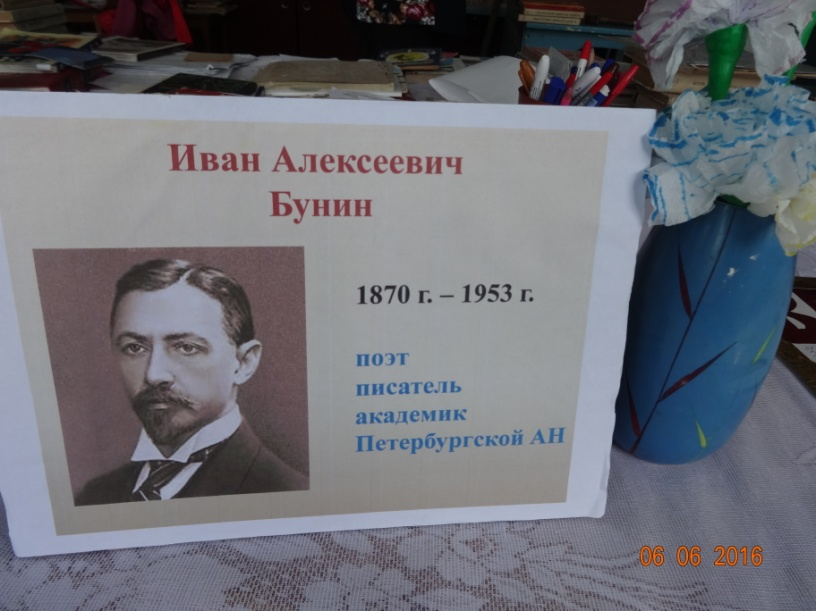 Иван Алексеевич
Бунин
1870 г. – 1953 г.
поэт
писатель
академик
Петербургской АН
06 06 2016